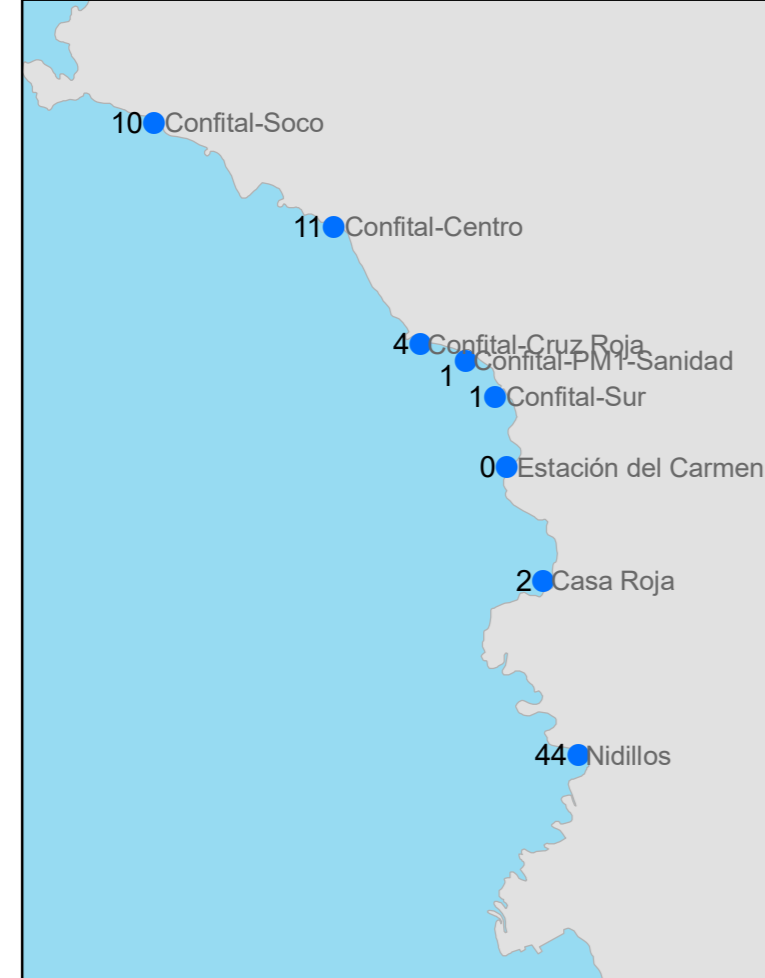 10 Confital-Soco
11 Confital-Centro
4 Confital-Cruz Roja
1 Confital-PM1-Sanidad
1 Confital-Sur
0 Estación del Carmen
2 Casa Roja
44 Nidillos